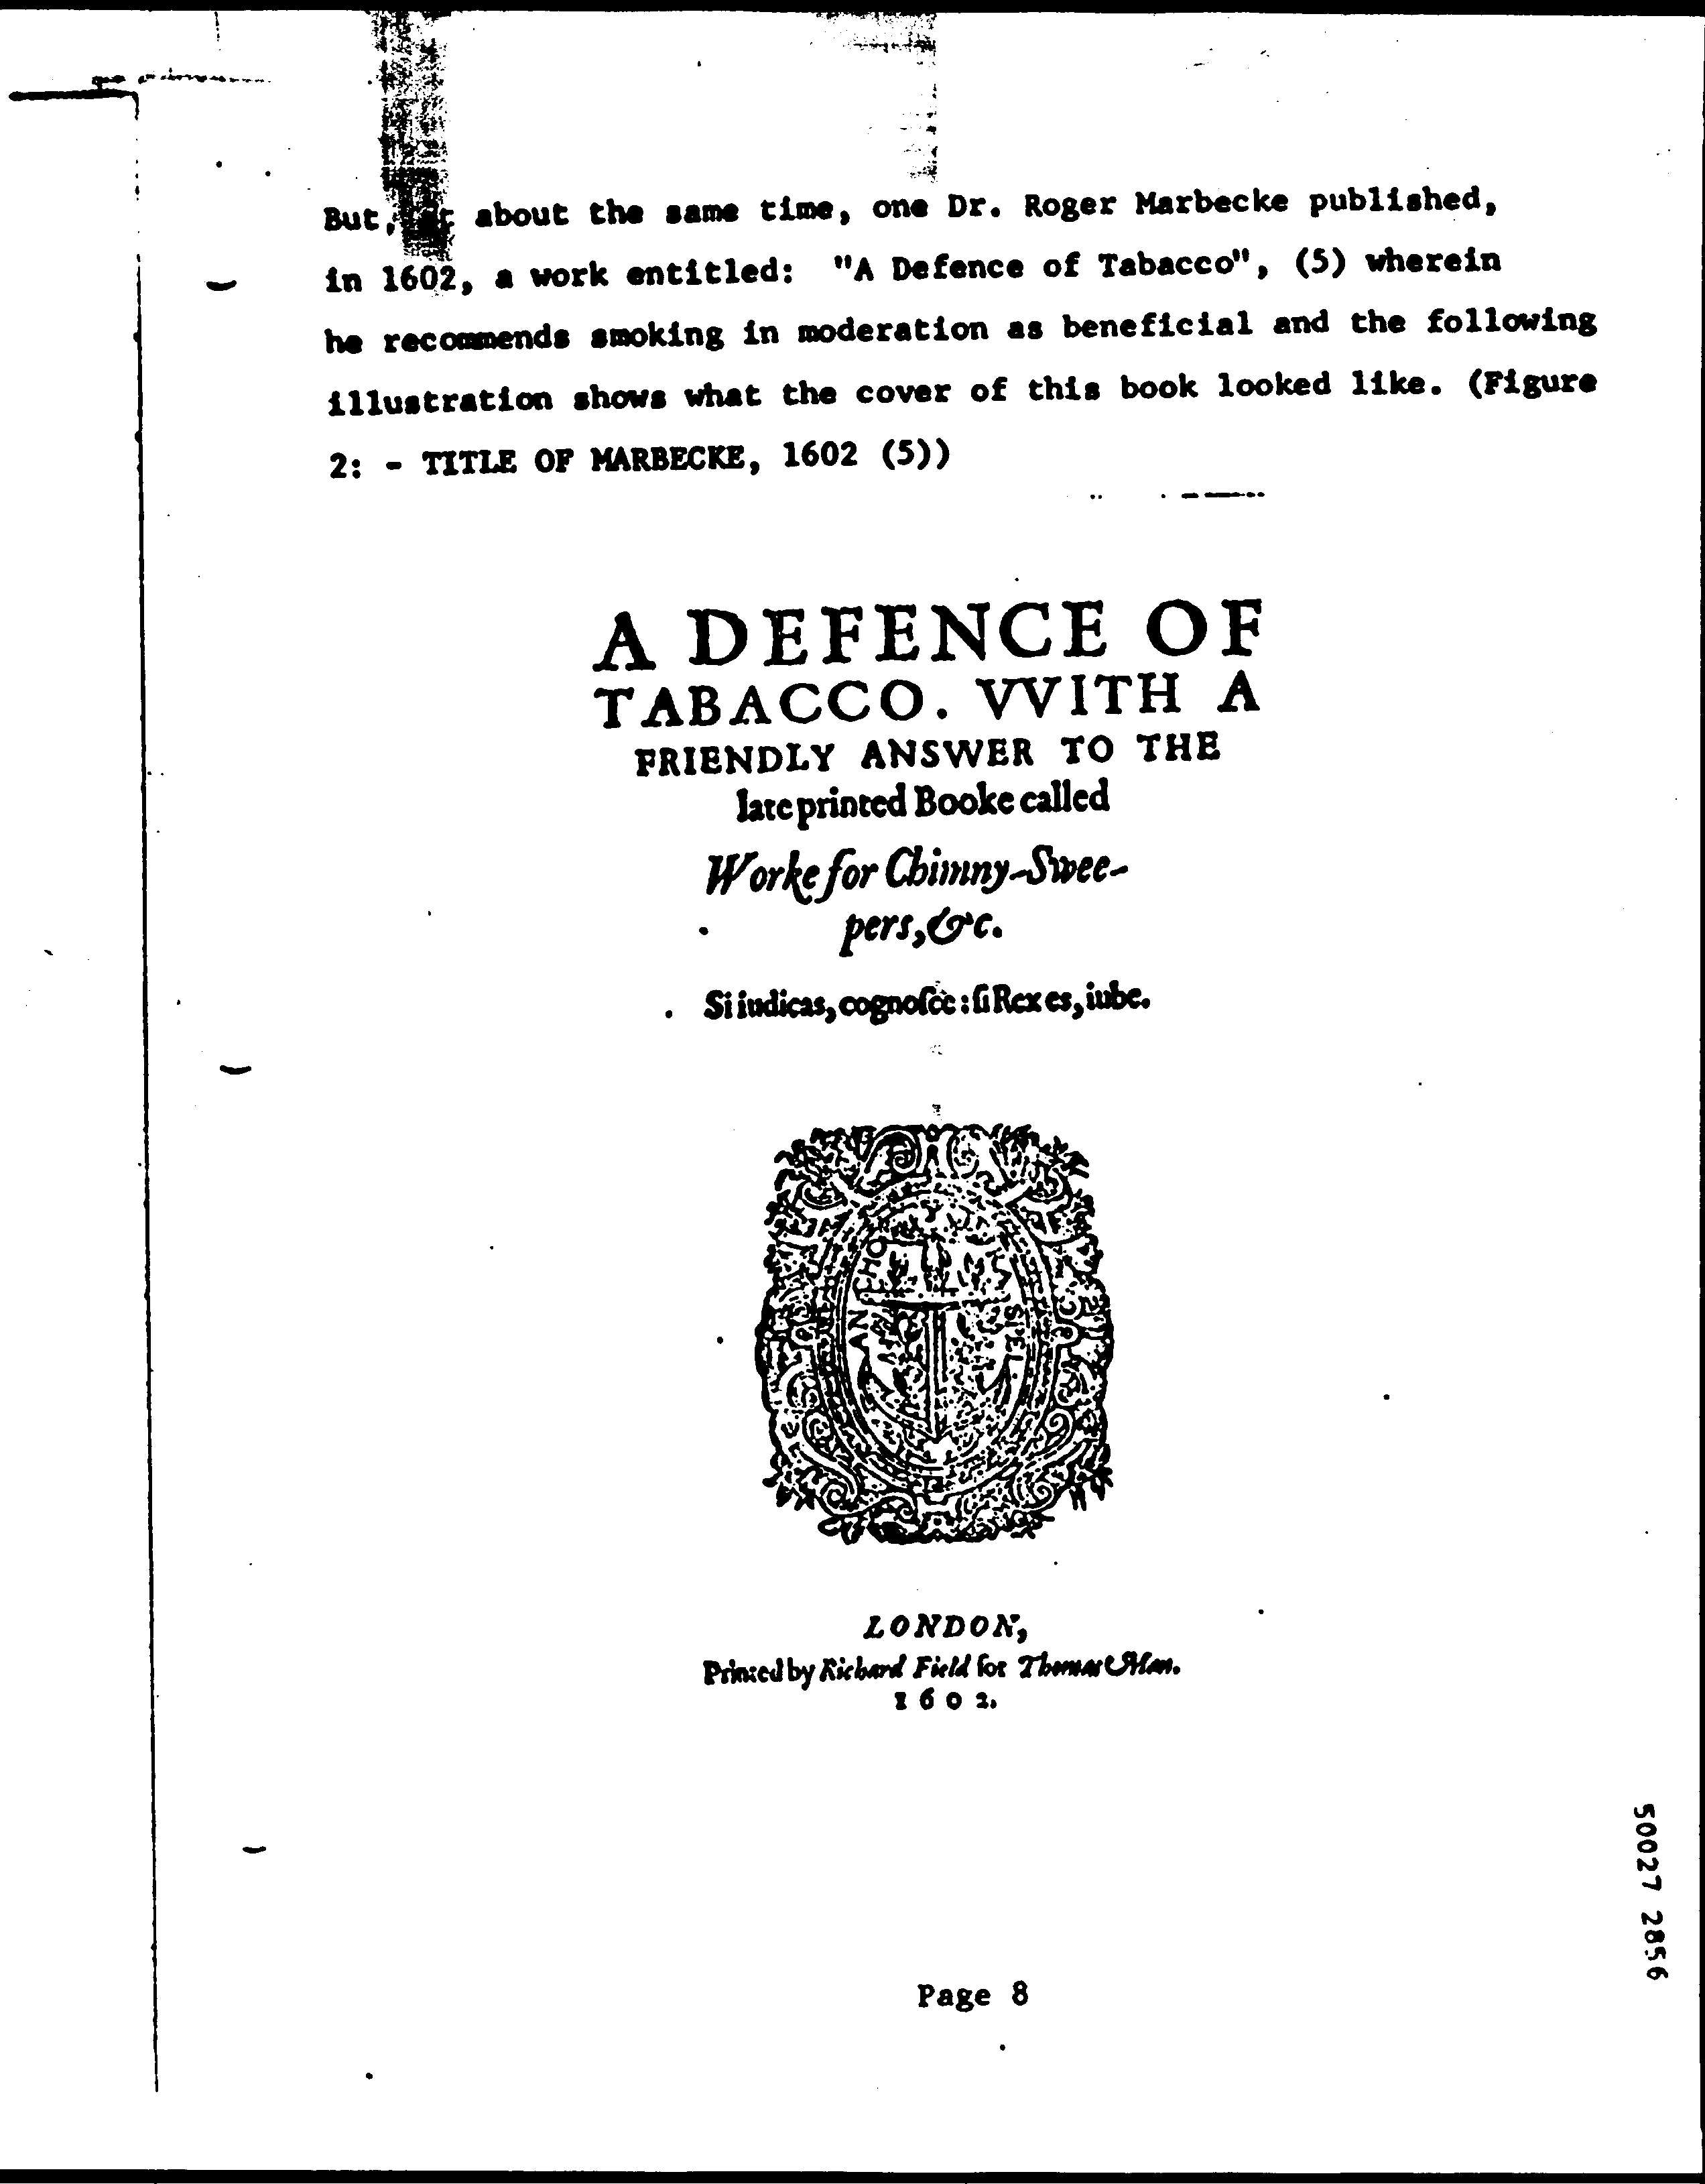 But, at about the same time, one Dr. Roger Marbecke published,
in 1602, a work entitled: "A Defence of Tabacco", (5) wherein
he recommends smoking in moderation as beneficial and the following
illustration shows what the cover of this book looked like. (Figure
2: - TITLE OF MARBECKE, 1602 (5))
A DEFENCE OF
TABACCO. VVITH A
FRIENDLY ANSWER TO THE
late printed Booke called
Worke for Chimny-Swee-
pers, &c.
Si iudicas, cognoſce: ſi Rex es, iube.
ANCHO
SPEI
LONDON,
Printed by Richard Field for Thomas Man.
1602.
50027 2856
Page 8